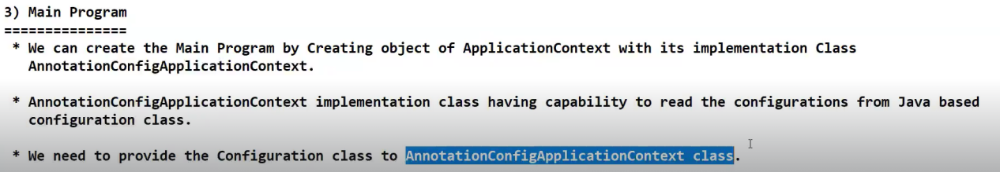 3) Main Program
===============
* We can create the Main Program by Creating object of ApplicationContext with its implementation Class
AnnotationConfigApplicationContext.
* AnnotationConfigApplicationContext implementation class having capability to read the configurations from Java based
configuration class.
* We need to provide the Configuration class to AnnotationConfigApplicationContext class.